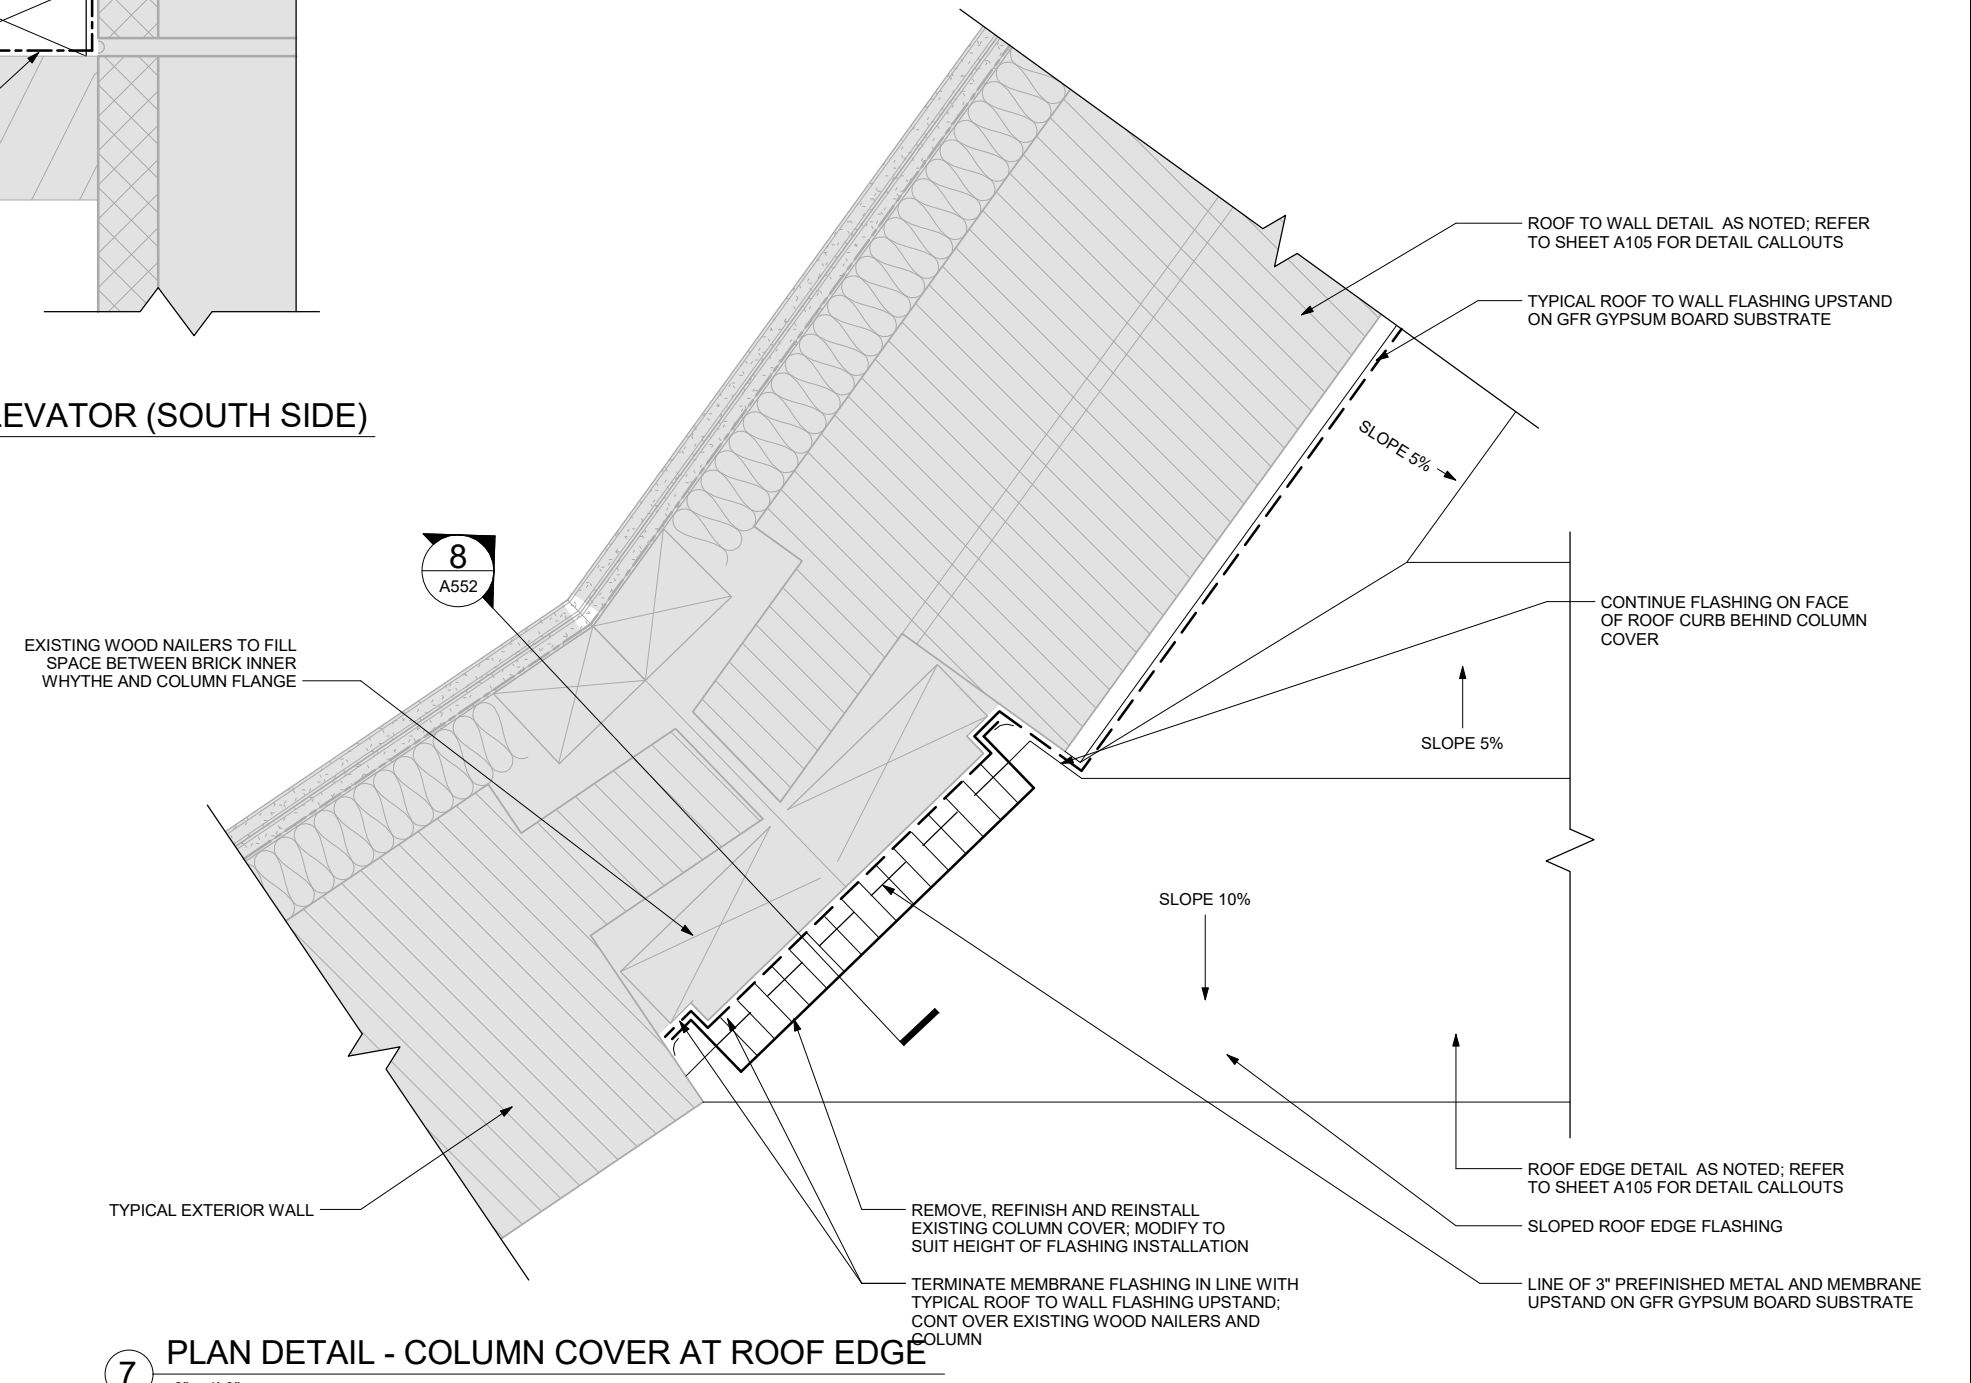 ROOF TO WALL DETAIL AS NOTED; REFER
TO SHEET A105 FOR DETAIL CALLOUTS
TYPICAL ROOF TO WALL FLASHING UPSTAND
ON GFR GYPSUM BOARD SUBSTRATE
EVATOR (SOUTH SIDE)
SLOPE 5%
8
A552
CONTINUE FLASHING ON FACE
OF ROOF CURB BEHIND COLUMN
COVER
EXISTING WOOD NAILERS TO FILL
SPACE BETWEEN BRICK INNER
WHYTHE AND COLUMN FLANGE
SLOPE 5%
SLOPE 10%
ROOF EDGE DETAIL AS NOTED; REFER
TO SHEET A105 FOR DETAIL CALLOUTS
TYPICAL EXTERIOR WALL
REMOVE, REFINISH AND REINSTALL
EXISTING COLUMN COVER; MODIFY TO
SUIT HEIGHT OF FLASHING INSTALLATION
SLOPED ROOF EDGE FLASHING
TERMINATE MEMBRANE FLASHING IN LINE WITH
TYPICAL ROOF TO WALL FLASHING UPSTAND;
CONT OVER EXISTING WOOD NAILERS AND
COLUMN
LINE OF 3" PREFINISHED METAL AND MEMBRANE
UPSTAND ON GFR GYPSUM BOARD SUBSTRATE
7
PLAN DETAIL - COLUMN COVER AT ROOF EDGE